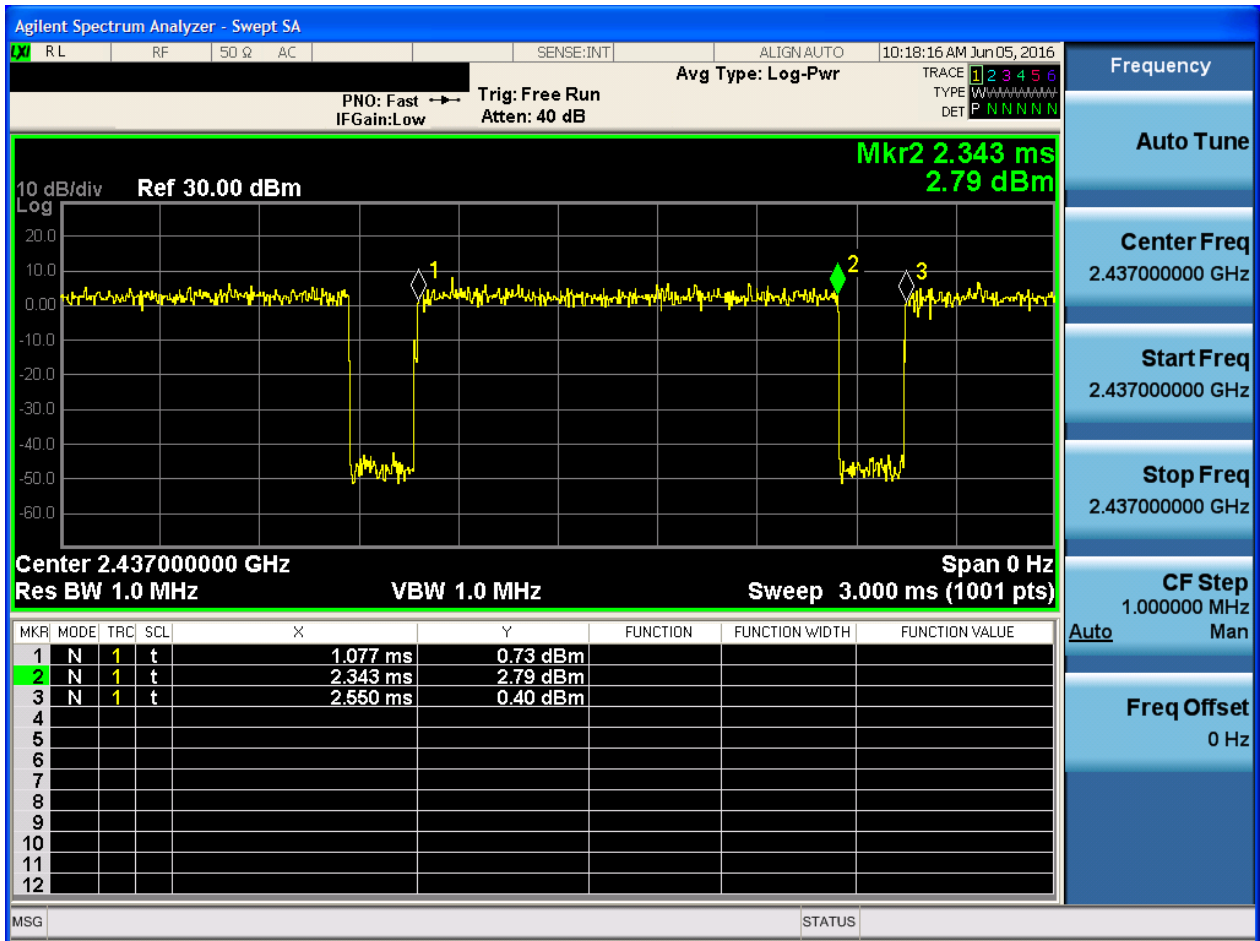 Agilent Spectrum Analyzer - Swept SA
LXI RL RF 50 Ω AC SENSE:INT ALIGN AUTO 10:18:16 AM Jun 05, 2016
Frequency
Avg Type: Log-Pwr
TRACE 1 2 3 4 5 6
PNO: Fast
Trig: Free Run
TYPE
IFGain:Low
Atten: 40 dB
DET P N N N N N
Auto Tune
Mkr2 2.343 ms
2.79 dBm
10 dB/div Ref 30.00 dBm
Log
20.0
10.0
0.00
-10.0
-20.0
-30.0
-40.0
-50.0
-60.0
1
2
3
Center Freq
2.437000000 GHz
Start Freq
2.437000000 GHz
Stop Freq
2.437000000 GHz
Center 2.437000000 GHz Span 0 Hz
Res BW 1.0 MHz VBW 1.0 MHz Sweep 3.000 ms (1001 pts)
CF Step
1.000000 MHz
Auto Man
MKR MODE TRC SCL X Y FUNCTION FUNCTION WIDTH FUNCTION VALUE
1 N 1 t 1.077 ms 0.73 dBm
2 N 1 t 2.343 ms 2.79 dBm
3 N 1 t 2.550 ms 0.40 dBm
4
5
6
7
8
9
10
11
12
Freq Offset
0 Hz
MSG STATUS